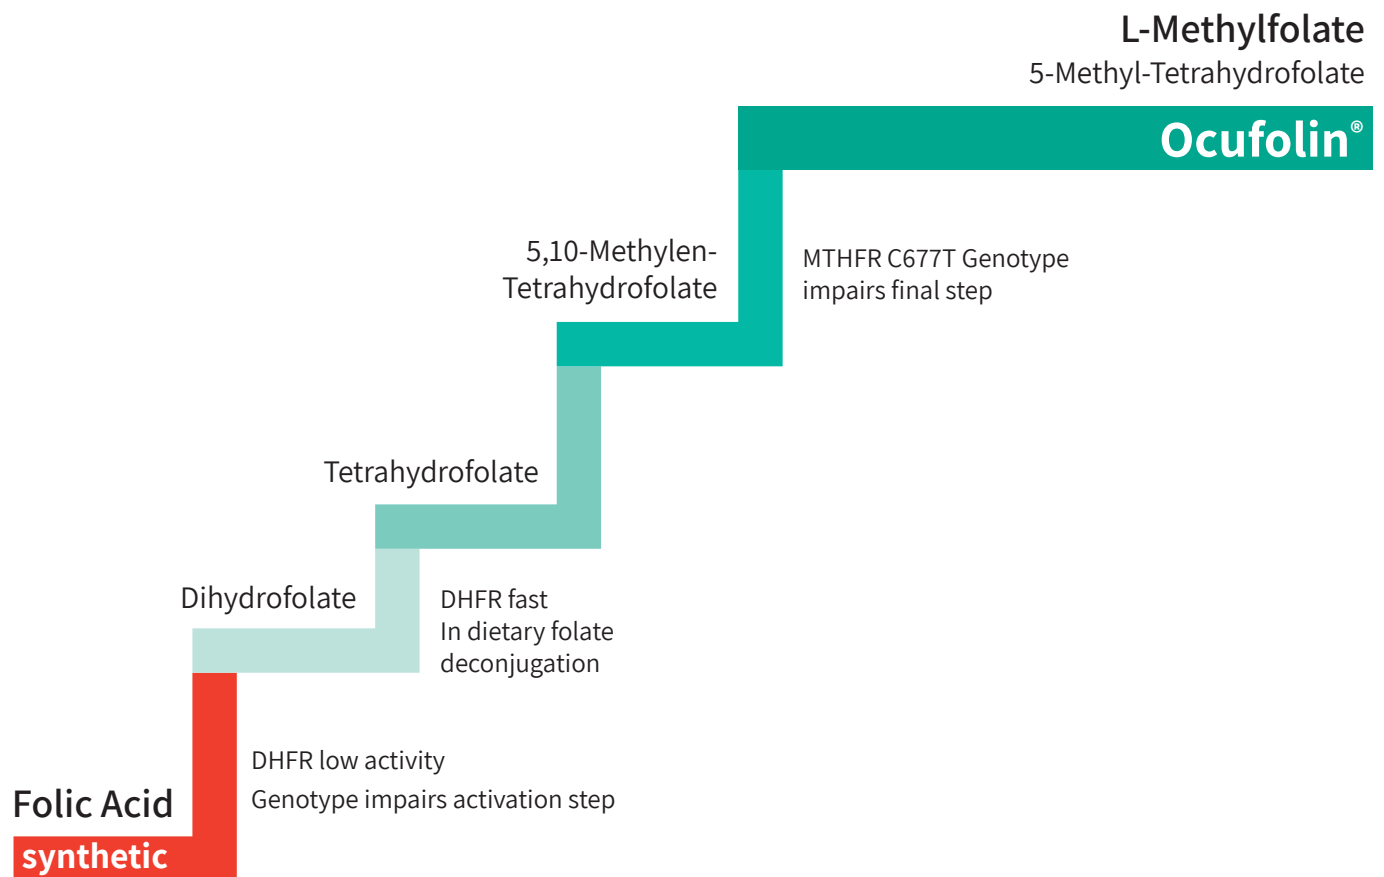 L-Methylfolate
5-Methyl-Tetrahydrofolate
Ocufolin®
5,10-Methylen-
Tetrahydrofolate
MTHFR C677T Genotype
impairs final step
Tetrahydrofolate
Dihydrofolate
DHFR fast
In dietary folate
deconjugation
DHFR low activity
Genotype impairs activation step
Folic Acid
synthetic